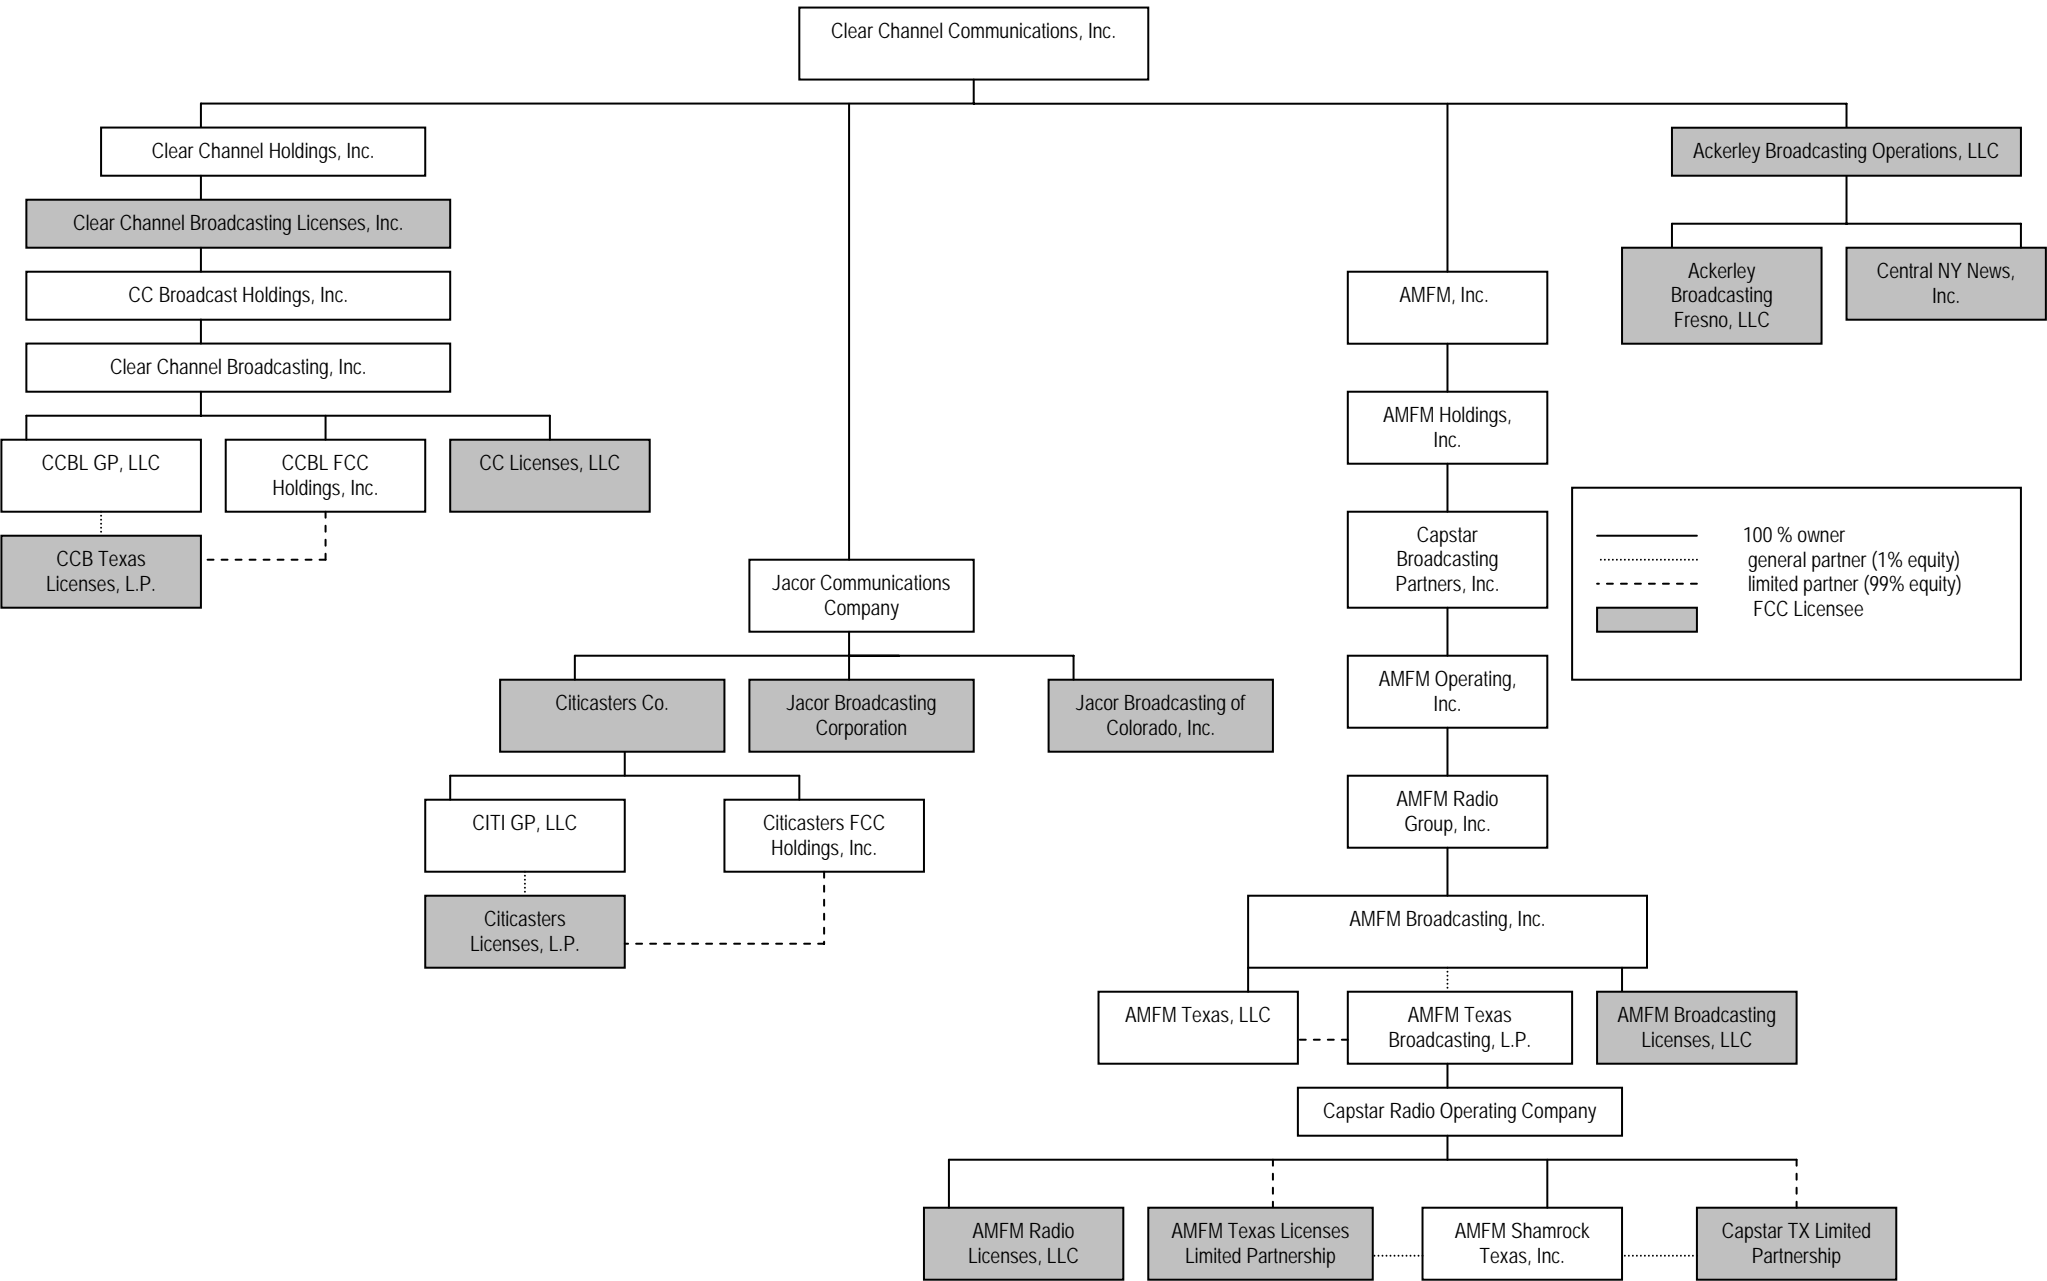 Clear Channel Communications, Inc.
Clear Channel Holdings, Inc.
Ackerley Broadcasting Operations, LLC
Clear Channel Broadcasting Licenses, Inc.
CC Broadcast Holdings, Inc.
Clear Channel Broadcasting, Inc.
Ackerley
Broadcasting
Fresno, LLC
Central NY News,
Inc.
AMFM, Inc.
AMFM Holdings,
Inc.
CCBL GP, LLC
CCBL FCC
Holdings, Inc.
CC Licenses, LLC
CCB Texas
Licenses, L.P.
Capstar
Broadcasting
Partners, Inc.
100 % owner
general partner (1% equity)
limited partner (99% equity)
FCC Licensee
Jacor Communications
Company
AMFM Operating,
Inc.
Citicasters Co.
Jacor Broadcasting
Corporation
Jacor Broadcasting of
Colorado, Inc.
AMFM Radio
Group, Inc.
CITI GP, LLC
Citicasters FCC
Holdings, Inc.
Citicasters
Licenses, L.P.
AMFM Broadcasting, Inc.
AMFM Texas, LLC
AMFM Texas
Broadcasting, L.P.
AMFM Broadcasting
Licenses, LLC
Capstar Radio Operating Company
AMFM Radio
Licenses, LLC
AMFM Texas Licenses
Limited Partnership
AMFM Shamrock
Texas, Inc.
Capstar TX Limited
Partnership